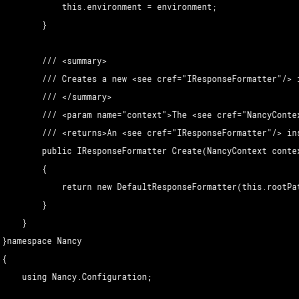 this.environment = environment;
}
/// <summary>
/// Creates a new <see cref="IResponseFormatter"/> i
/// </summary>
/// <param name="context">The <see cref="NancyConte
/// <returns>An <see cref="IResponseFormatter"/> ins
public IResponseFormatter Create(NancyContext conte
{
return new DefaultResponseFormatter(this.rootPat
}
}
}namespace Nancy
{
using Nancy.Configuration;